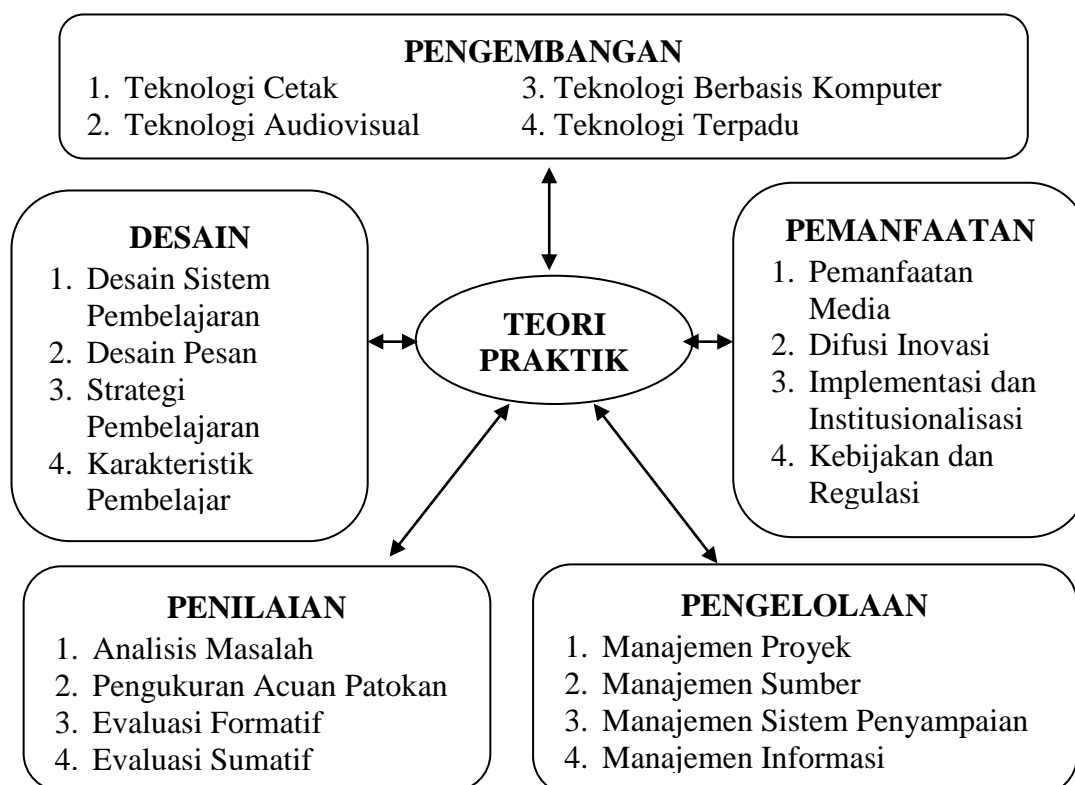 PENGEMBANGAN
1. Teknologi Cetak
2. Teknologi Audiovisual
3. Teknologi Berbasis Komputer
4. Teknologi Terpadu
DESAIN
1. Desain Sistem
Pembelajaran
2. Desain Pesan
3. Strategi
Pembelajaran
4. Karakteristik
Pembelajar
TEORI
PRAKTIK
PEMANFAATAN
1. Pemanfaatan
Media
2. Difusi Inovasi
3. Implementasi dan
Institusionalisasi
4. Kebijakan dan
Regulasi
PENILAIAN
1. Analisis Masalah
2. Pengukuran Acuan Patokan
3. Evaluasi Formatif
4. Evaluasi Sumatif
PENGELOLAAN
1. Manajemen Proyek
2. Manajemen Sumber
3. Manajemen Sistem Penyampaian
4. Manajemen Informasi